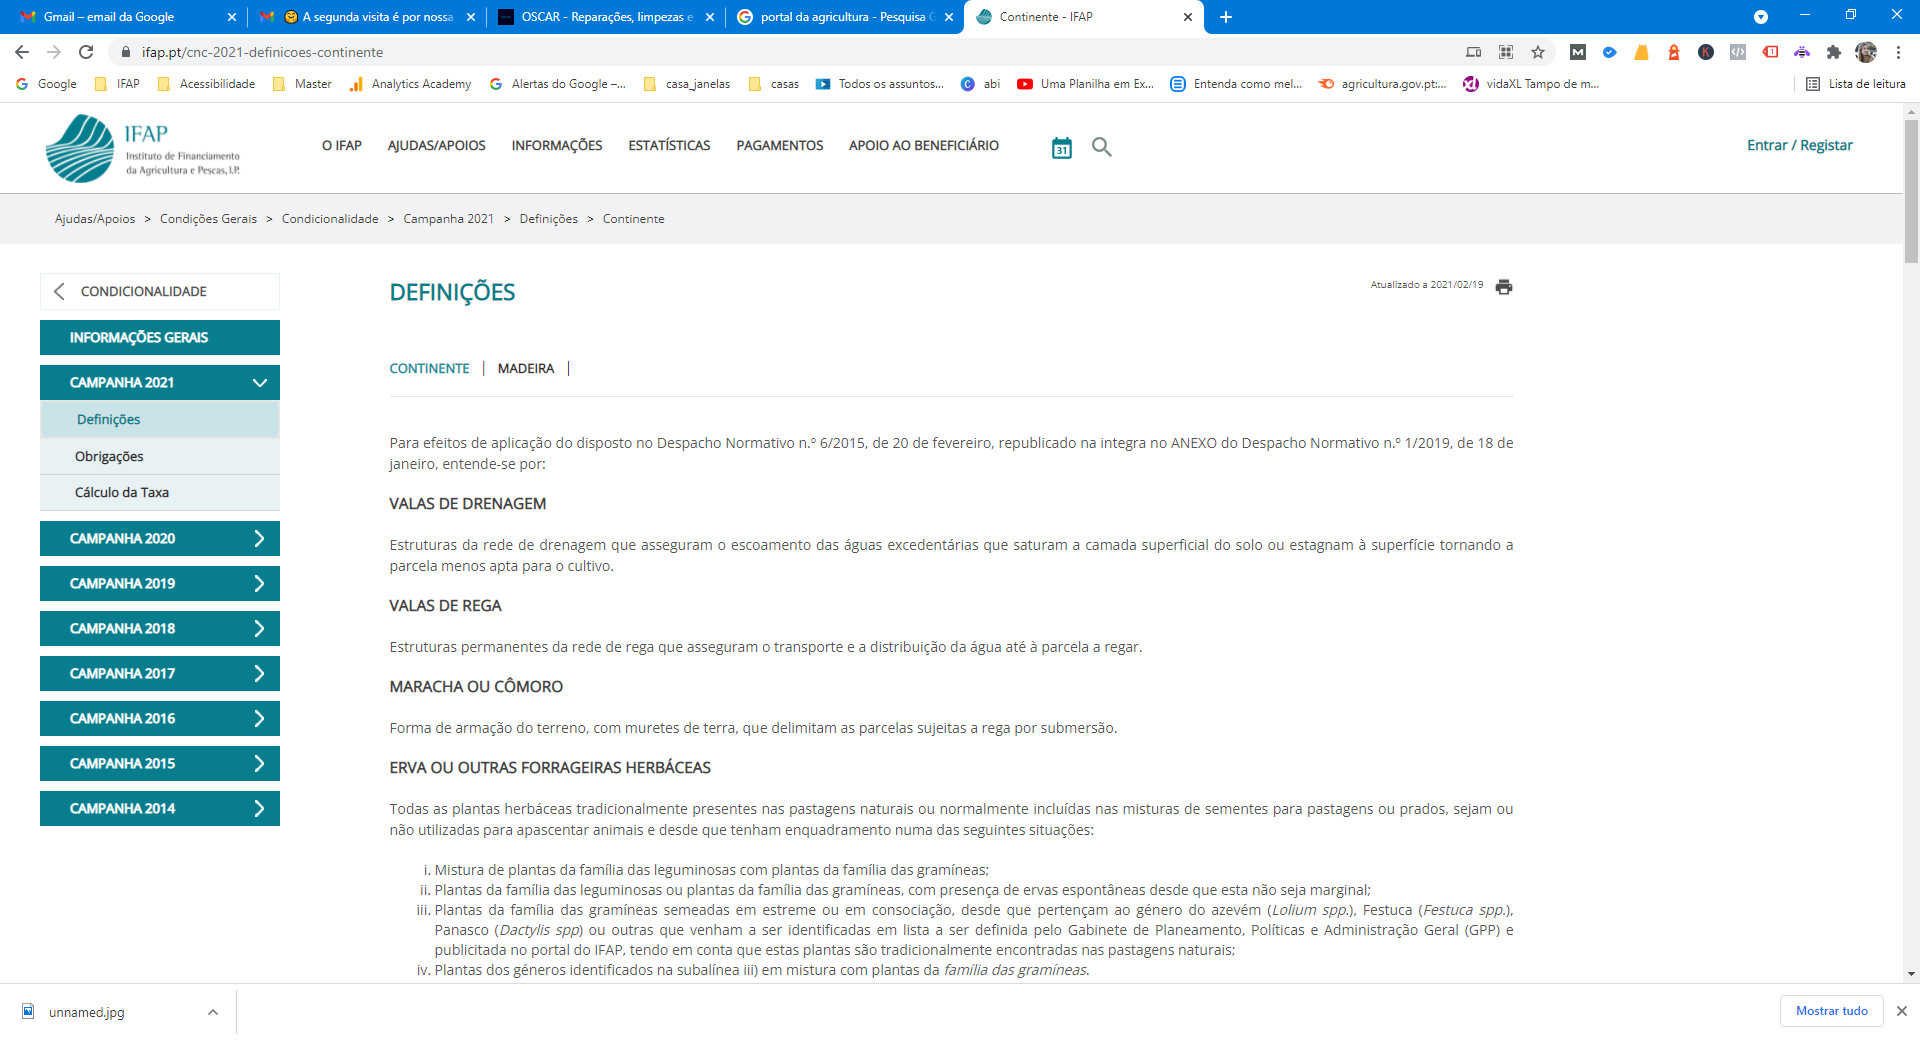 Gmail – email da Google
A segunda visita é por nossa
OSCAR - Reparações, limpezas e
portal da agricultura - Pesquisa G
Continente - IFAP
ifap.pt/cnc-2021-definicoes-continente
Google
IFAP
Acessibilidade
Master
Analytics Academy
Alertas do Google –...
casa_janelas
casas
Todos os assuntos...
abi
Uma Planilha em Ex...
Entenda como mel...
agricultura.gov.pt:...
vidaXL Tampo de m...
Lista de leitura
IFAP
Instituto de Financiamento
da Agricultura e Pescas, I.P.
O IFAP
AJUDAS/APOIOS
INFORMAÇÕES
ESTATÍSTICAS
PAGAMENTOS
APOIO AO BENEFICIÁRIO
31
Entrar / Registar
Ajudas/Apoios > Condições Gerais > Condicionalidade > Campanha 2021 > Definições > Continente
CONDICIONALIDADE
INFORMAÇÕES GERAIS
CAMPANHA 2021
Definições
Obrigações
Cálculo da Taxa
CAMPANHA 2020
CAMPANHA 2019
CAMPANHA 2018
CAMPANHA 2017
CAMPANHA 2016
CAMPANHA 2015
CAMPANHA 2014
DEFINIÇÕES
Atualizado a 2021/02/19
CONTINENTE | MADEIRA |
Para efeitos de aplicação do disposto no Despacho Normativo n.º 6/2015, de 20 de fevereiro, republicado na integra no ANEXO do Despacho Normativo n.º 1/2019, de 18 de
janeiro, entende-se por:
VALAS DE DRENAGEM
Estruturas da rede de drenagem que asseguram o escoamento das águas excedentárias que saturam a camada superficial do solo ou estagnam à superfície tornando a
parcela menos apta para o cultivo.
VALAS DE REGA
Estruturas permanentes da rede de rega que asseguram o transporte e a distribuição da água até à parcela a regar.
MARACHA OU CÔMORO
Forma de armação do terreno, com muretes de terra, que delimitam as parcelas sujeitas a rega por submersão.
ERVA OU OUTRAS FORRAGEIRAS HERBÁCEAS
Todas as plantas herbáceas tradicionalmente presentes nas pastagens naturais ou normalmente incluídas nas misturas de sementes para pastagens ou prados, sejam ou
não utilizadas para apascentar animais e desde que tenham enquadramento numa das seguintes situações:
i. Mistura de plantas da família das leguminosas com plantas da família das gramíneas;
ii. Plantas da família das leguminosas ou plantas da família das gramíneas, com presença de ervas espontâneas desde que esta não seja marginal;
iii. Plantas da família das gramíneas semeadas em estreme ou em consociação, desde que pertençam ao género do azevém (Lolium spp.), Festuca (Festuca spp.),
Panasco (Dactylis spp) ou outras que venham a ser identificadas em lista a ser definida pelo Gabinete de Planeamento, Políticas e Administração Geral (GPP) e
publicitada no portal do IFAP, tendo em conta que estas plantas são tradicionalmente encontradas nas pastagens naturais;
iv. Plantas dos géneros identificados na subalínea iii) em mistura com plantas da família das gramíneas.
unnamed.jpg
Mostrar tudo